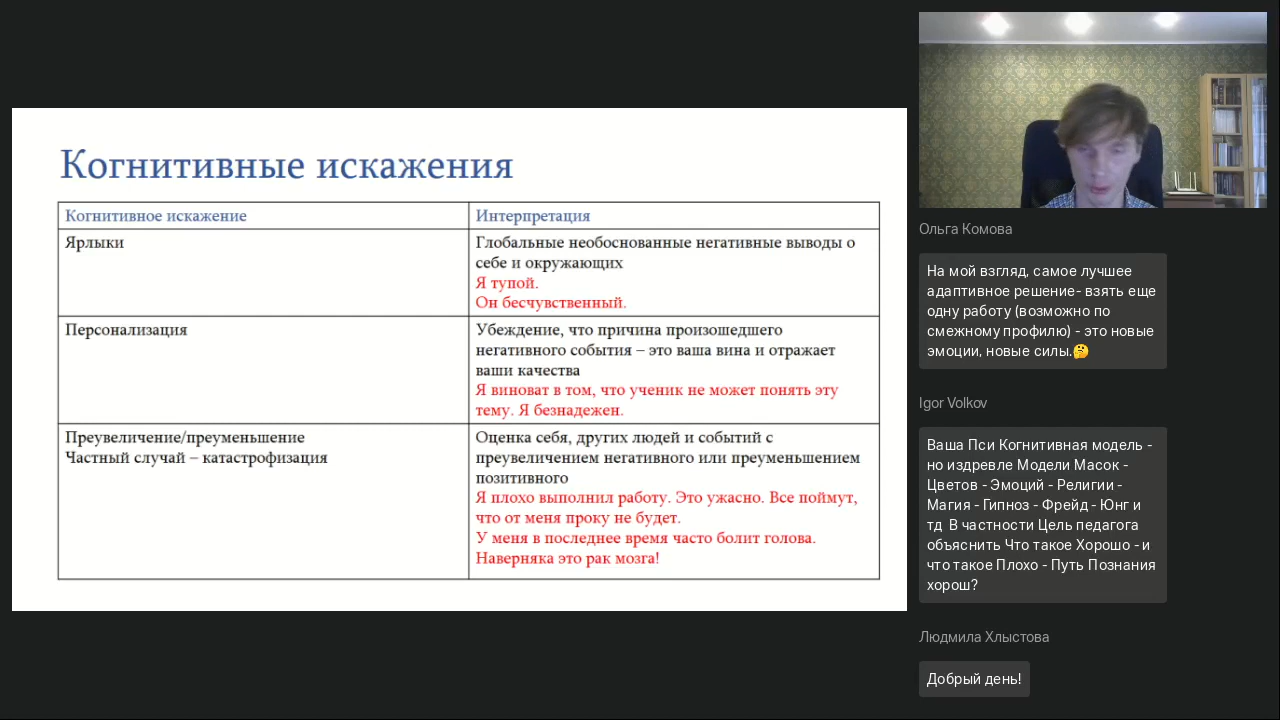 Когнитивные искажения
Когнитивное искажение
Интерпретация
Ярлыки
Глобальные необоснованные негативные выводы о
себе и окружающих
Я тупой.
Он бесчувственный.
Персонализация
Убеждение, что причина произошедшего
негативного события – это ваша вина и отражает
ваши качества
Я виноват в том, что ученик не может понять эту
тему. Я безнадежен.
Преувеличение/преуменьшение
Частный случай – катастрофизация
Оценка себя, других людей и событий с
преувеличением негативного или преуменьшением
позитивного
Я плохо выполнил работу. Это ужасно. Все поймут,
что от меня проку не будет.
У меня в последнее время часто болит голова.
Наверняка это рак мозга!
Ольга Комова
На мой взгляд, самое лучшее
адаптивное решение- взять еще
одну работу (возможно по
смежному профилю) - это новые
эмоции, новые силы.🤔
Igor Volkov
Ваша Пси Когнитивная модель -
но издревле Модели Масок -
Цветов - Эмоций - Религии -
Магия - Гипноз - Фрейд - Юнг и
тд В частности Цель педагога
объяснить Что такое Хорошо - и
что такое Плохо - Путь Познания
хорош?
Людмила Хлыстова
Добрый день!